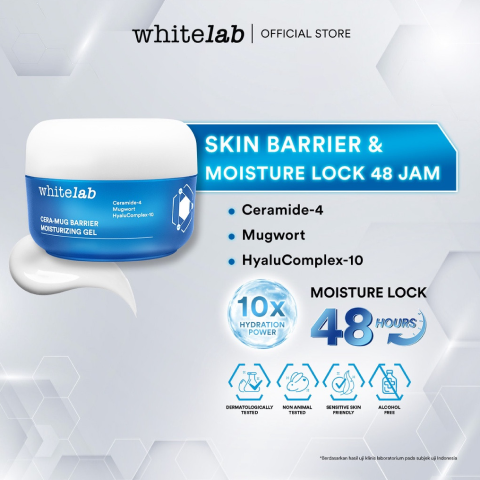 whitelab | OFFICIAL STORE
SKIN BARRIER &
MOISTURE LOCK 48 JAM
whitelab
Ceramide-4
Mugwort
HyaluComplex-10
CERA-MUG BARRIER
MOISTURIZING GEL
• Ceramide-4
• Mugwort
• HyaluComplex-10
10x
HYDRATION
POWER
MOISTURE LOCK
48 HOURS
DERMATOLOGICALLY
TESTED
NON ANIMAL
TESTED
SENSITIVE SKIN
FRIENDLY
ALCOHOL
FREE
*Berdasarkan hasil uji klinis laboratorium pada subjek uji Indonesia